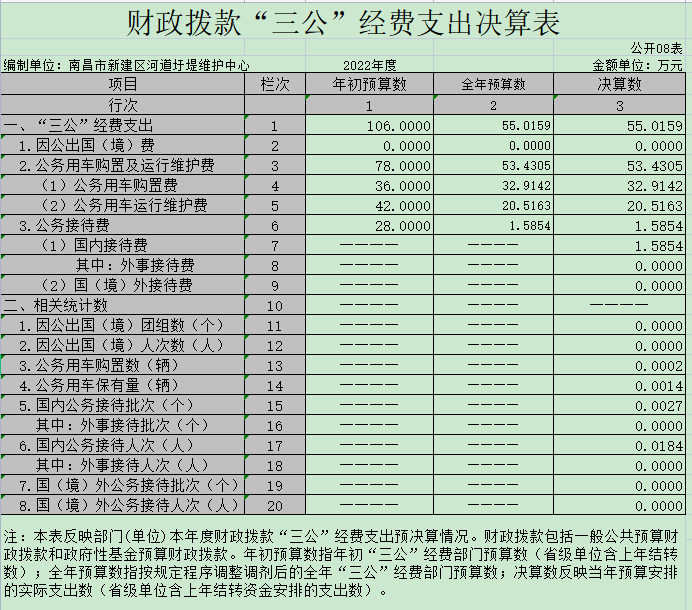 财政拨款“三公”经费支出决算表
公开08表
编制单位：南昌市新建区河道圩堤维护中心 2022年度 金额单位：万元
项目 栏次 年初预算数 全年预算数 决算数
行次 1 2 3
一、“三公”经费支出 1 106.0000 55.0159 55.0159
1.因公出国（境）费 2 0.0000 0.0000 0.0000
2.公务用车购置及运行维护费 3 78.0000 53.4305 53.4305
（1）公务用车购置费 4 36.0000 32.9142 32.9142
（2）公务用车运行维护费 5 42.0000 20.5163 20.5163
3.公务接待费 6 28.0000 1.5854 1.5854
（1）国内接待费 7 ———— ———— 1.5854
其中：外事接待费 8 ———— ———— 0.0000
（2）国（境）外接待费 9 ———— ———— 0.0000
二、相关统计数 10 ———— ———— ————
1.因公出国（境）团组数（个） 11 ———— ———— 0.0000
2.因公出国（境）人次数（人） 12 ———— ———— 0.0000
3.公务用车购置数（辆） 13 ———— ———— 0.0002
4.公务用车保有量（辆） 14 ———— ———— 0.0014
5.国内公务接待批次（个） 15 ———— ———— 0.0027
其中：外事接待批次（个） 16 ———— ———— 0.0000
6.国内公务接待人次（人） 17 ———— ———— 0.0184
其中：外事接待人次（人） 18 ———— ———— 0.0000
7.国（境）外公务接待批次（个） 19 ———— ———— 0.0000
8.国（境）外公务接待人次（人） 20 ———— ———— 0.0000
注：本表反映部门(单位)本年度财政拨款“三公”经费支出预决算情况。财政拨款包括一般公共预算财
政拨款和政府性基金预算财政拨款。年初预算数指年初“三公”经费部门预算数（省级单位含上年结转
数）；全年预算数指按规定程序调整调剂后的全年“三公”经费部门预算数；决算数反映当年预算安排
的实际支出数（省级单位含上年结转资金安排的支出数）。